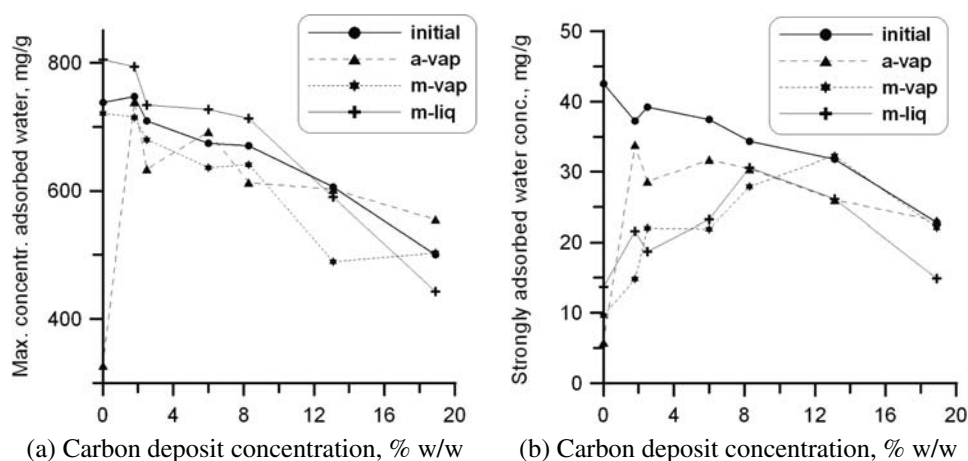 Max. concentr. adsorbed water, mg/g
800
600
400
0 4 8 12 16 20
initial
a-vap
m-vap
m-liq
(a) Carbon deposit concentration, % w/w
Strongly adsorbed water conc., mg/g
50
40
30
20
10
0
0 4 8 12 16 20
initial
a-vap
m-vap
m-liq
(b) Carbon deposit concentration, % w/w